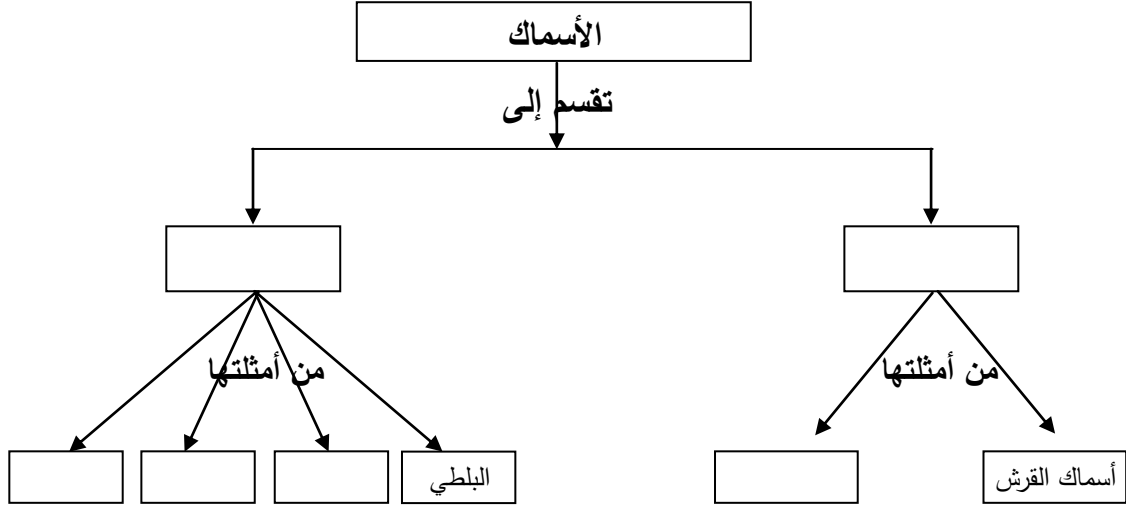 الأسماك
تقسم إلى
من أمثلتها
من أمثلتها
أسماك القرش
البلطي